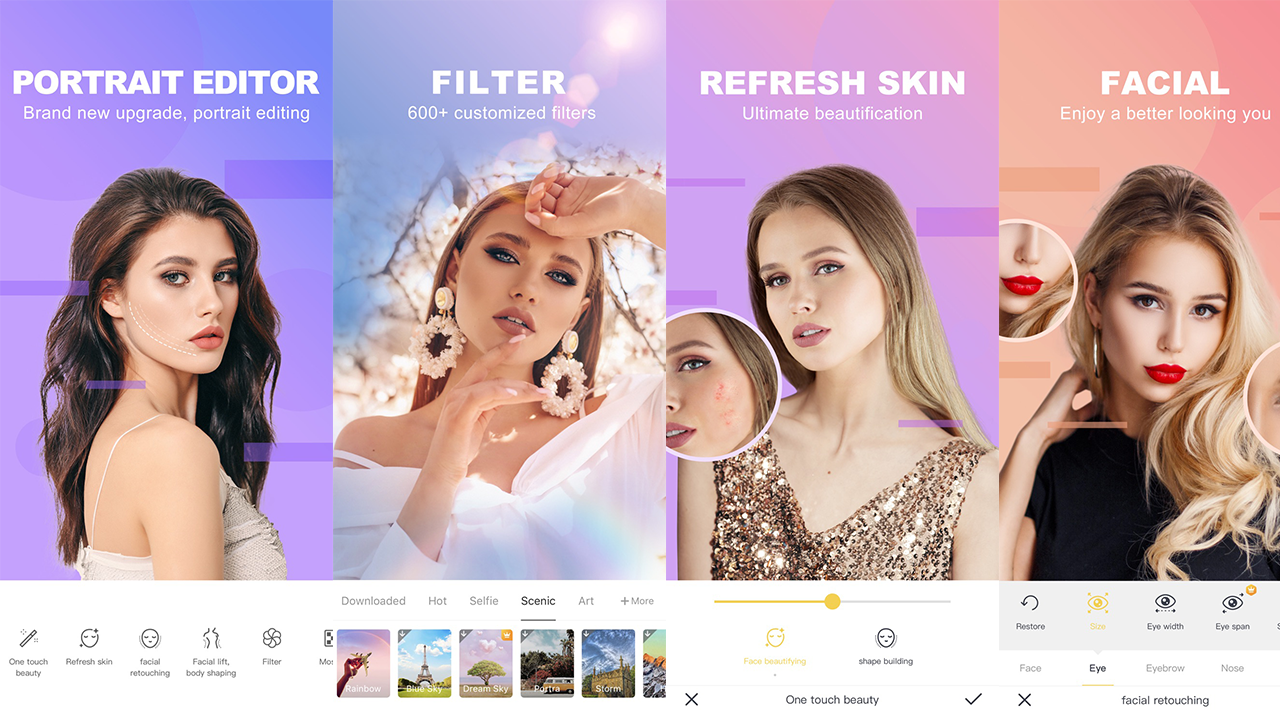 PORTRAIT EDITOR
Brand new upgrade, portrait editing
One touch
beauty
Refresh skin
facial
retouching
Facial lift,
body shaping
Filter
FILTER
600+ customized filters
Downloaded Hot Selfie Scenic Art +More
Rainbow Blue Sky Dream Sky Portra Storm
REFRESH SKIN
Ultimate beautification
Face beautifying shape building
One touch beauty
FACIAL
Enjoy a better looking you
Restore Size Eye width Eye span
Face Eye Eyebrow Nose
facial retouching